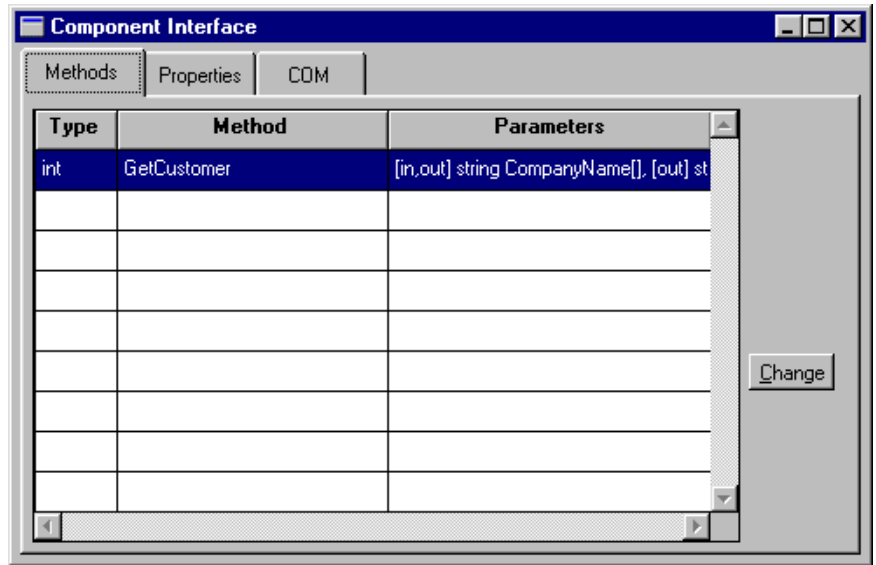 Component Interface
Methods Properties COM
Type Method Parameters
int GetCustomer [in,out] string CompanyName[], [out] st
Change